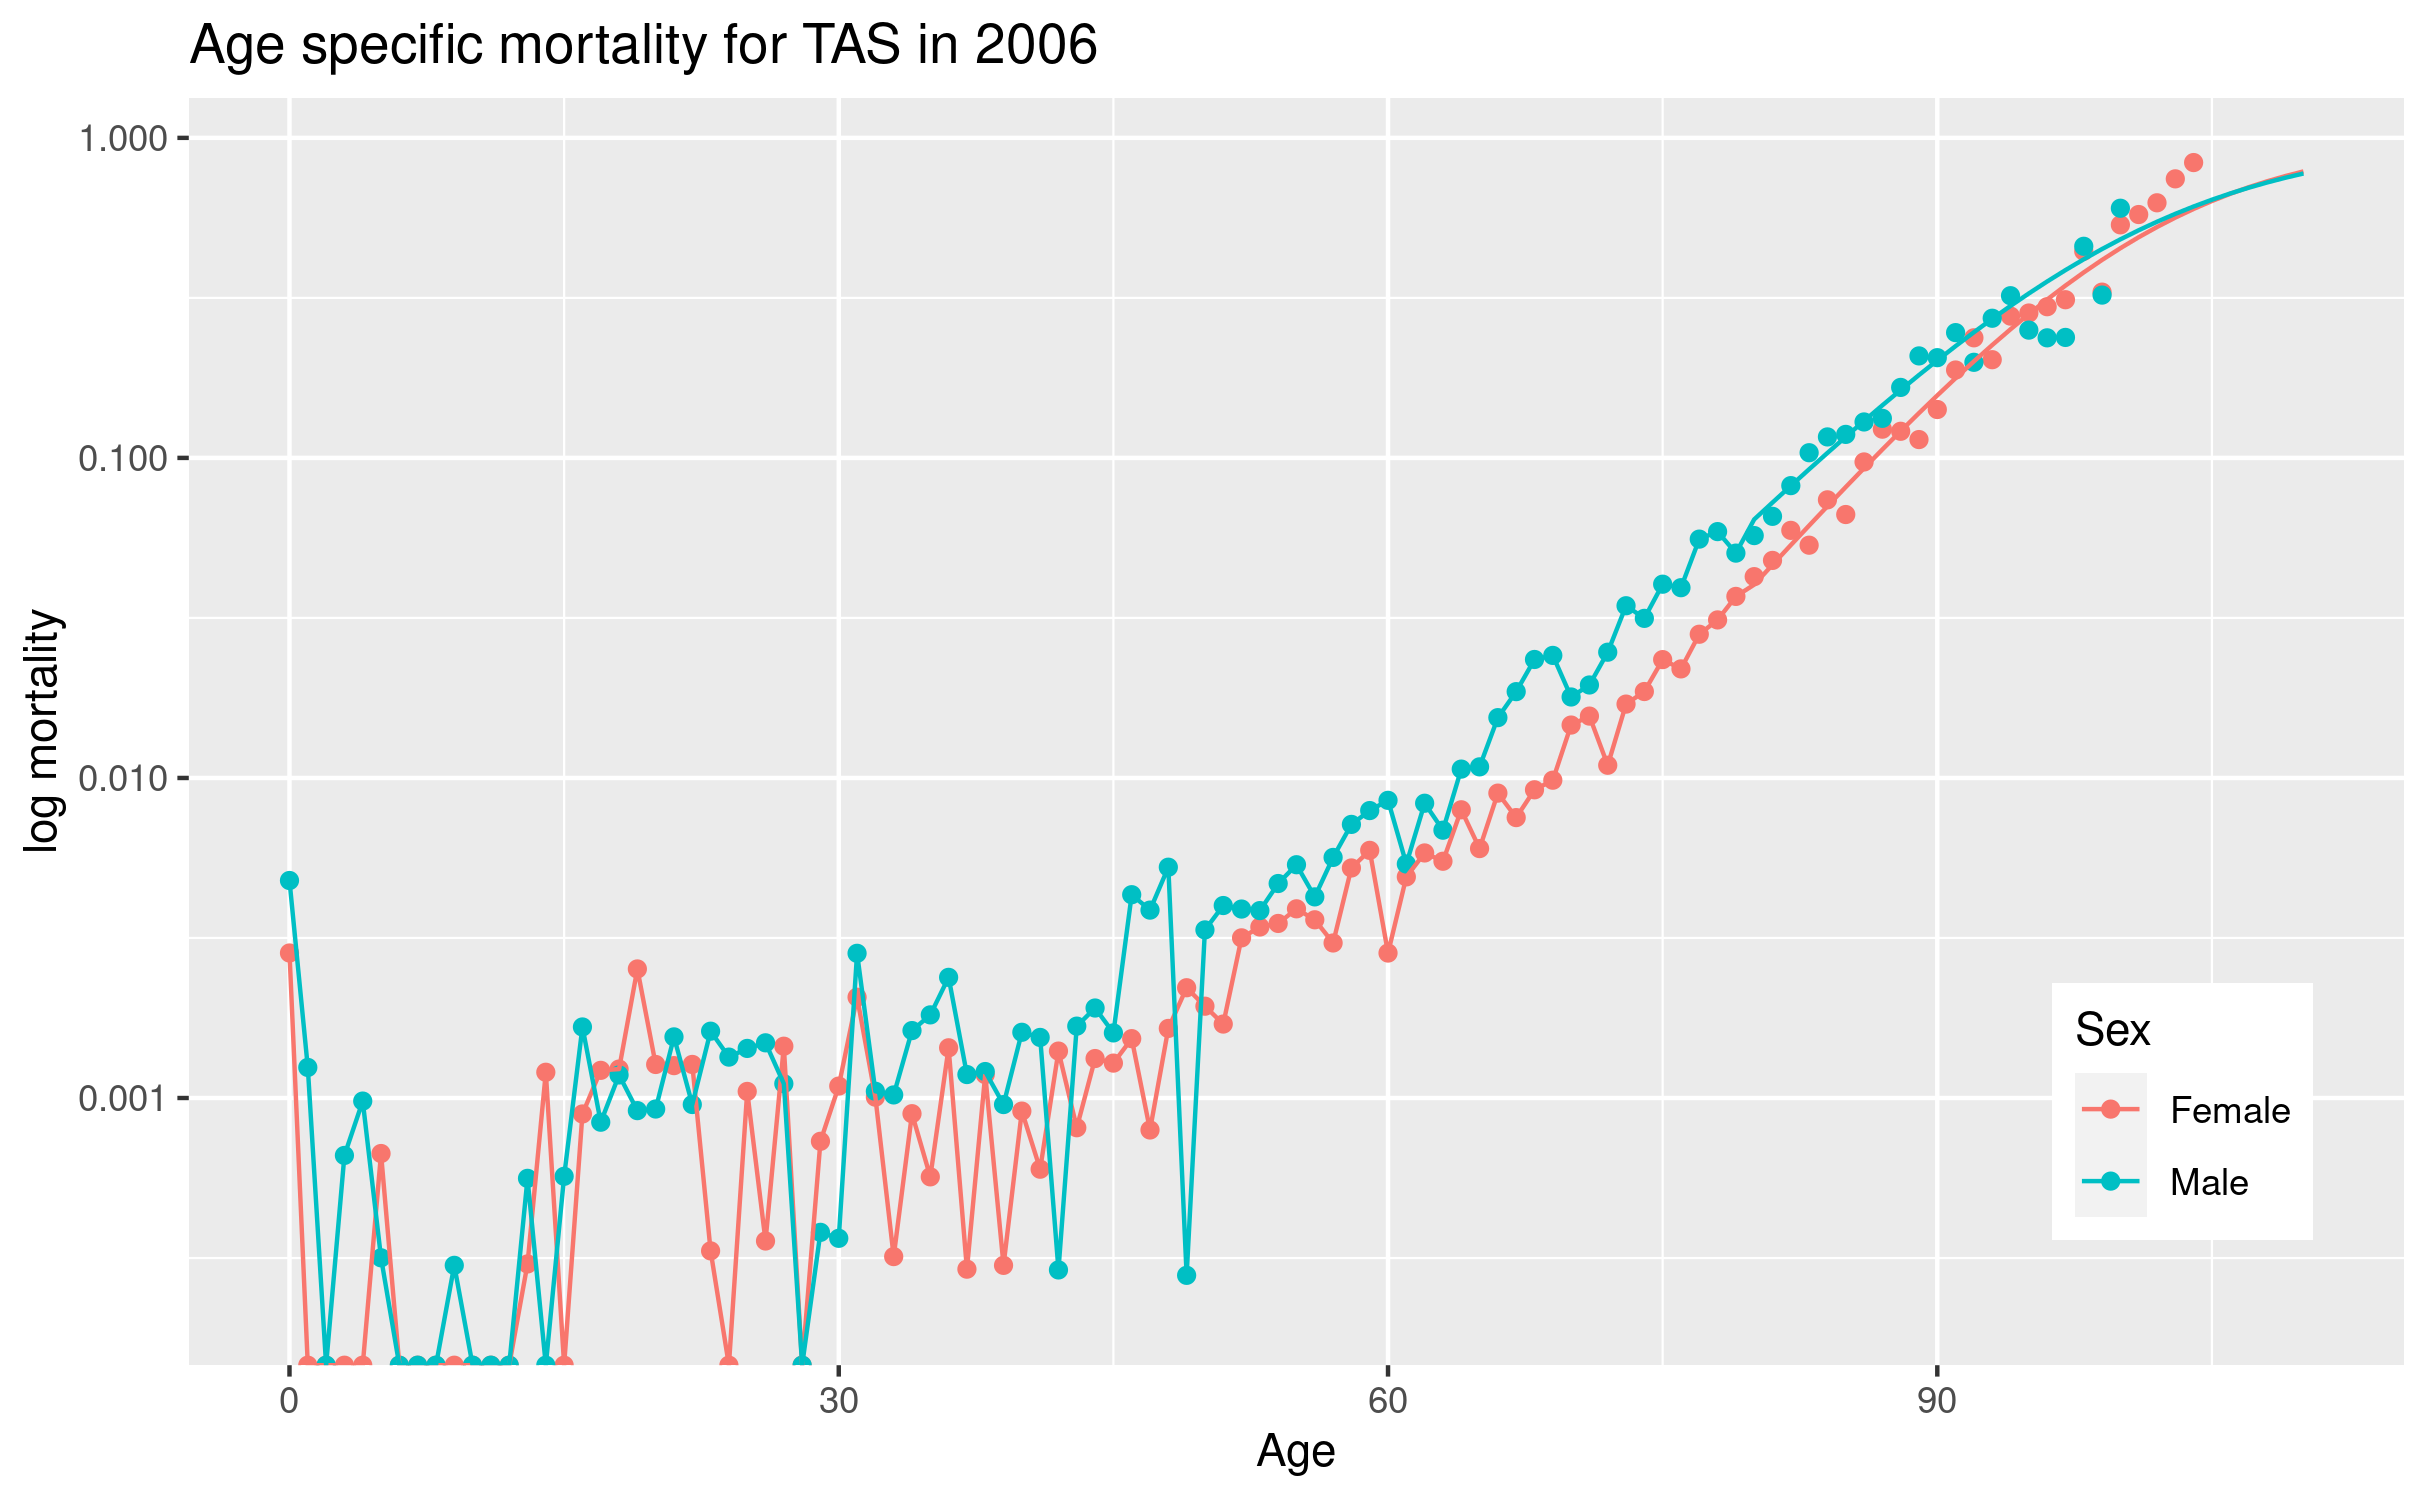 Age specific mortality for TAS in 2006
1.000
0.100
0.010
0.001
log mortality
0 30 60 90
Age
Sex
Female
Male